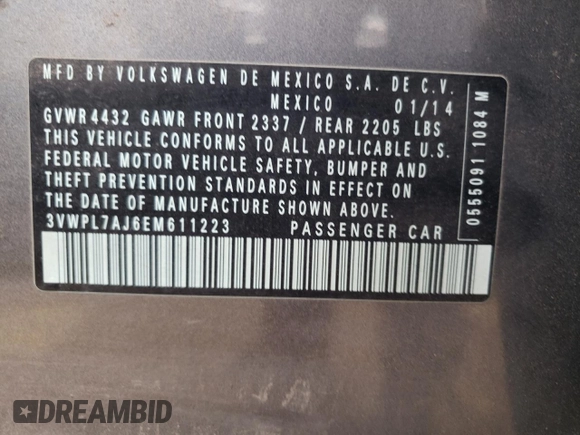 MFD BY VOLKSWAGEN DE MEXICO S.A. DE C.V.
MEXICO 01/14
GVWR 4432 GAWR FRONT 2337 / REAR 2205 LBS
THIS VEHICLE CONFORMS TO ALL APPLICABLE U.S.
FEDERAL MOTOR VEHICLE SAFETY, BUMPER AND
THEFT PREVENTION STANDARDS IN EFFECT ON
THE DATE OF MANUFACTURE SHOWN ABOVE.
3VWPL7AJ6EM611223 PASSENGER CAR
0555091 1084 M
DREAMBID